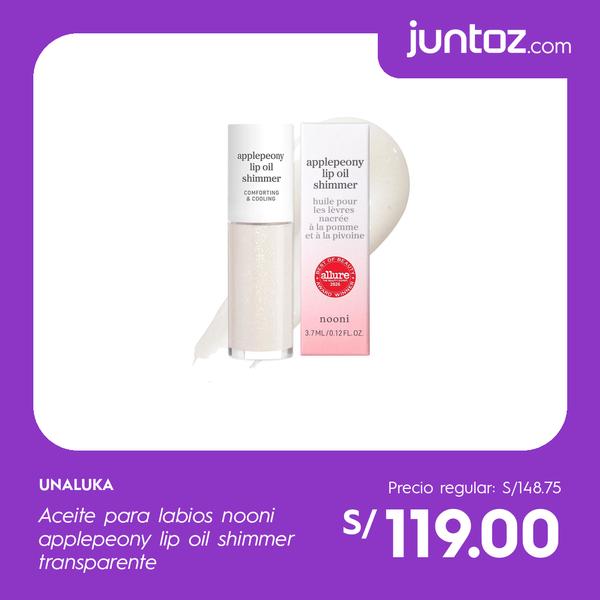 juntoz.com
applepeony
lip oil
shimmer
COMFORTING
& COOLING
applepeony
lip oil
shimmer
huile pour
les lèvres
nacrée
à la pomme
et à la pivoine
BEST OF BEAUTY
allure
2026
AWARD WINNER
nooni
3.7 ML / 0.12 FL. OZ.
UNALUKA
Aceite para labios nooni
applepeony lip oil shimmer
transparente
Precio regular: S/148.75
S/119.00